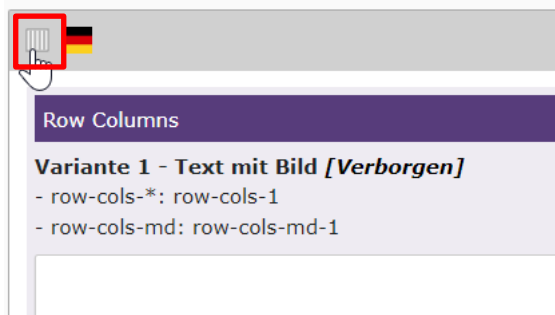 Row Columns
Variante 1 - Text mit Bild [Verborgen]
- row-cols-*: row-cols-1
- row-cols-md: row-cols-md-1